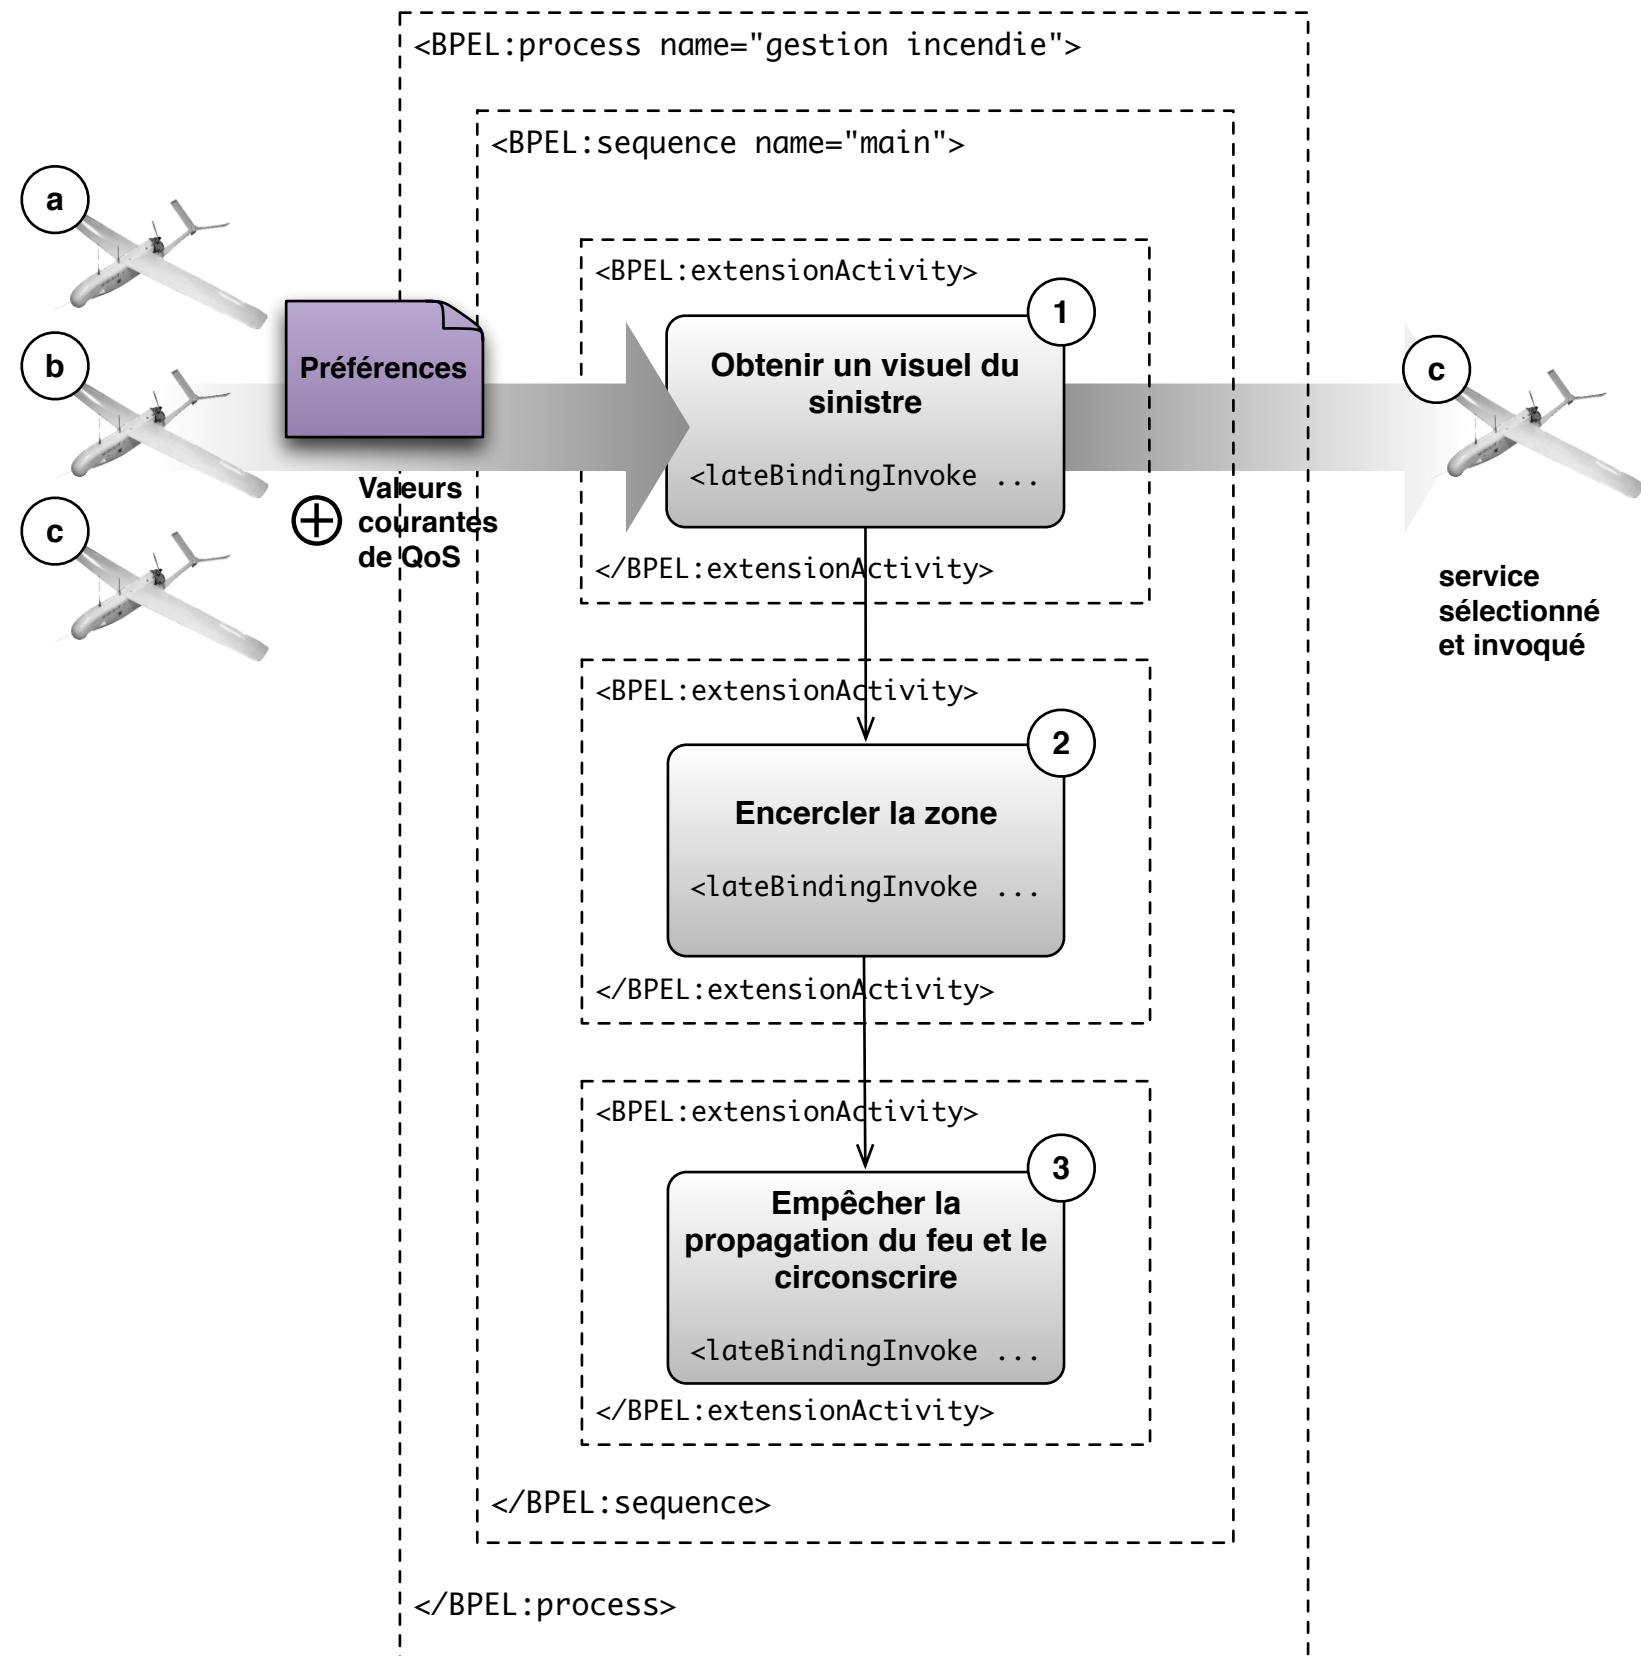 <BPEL:process name="gestion incendie">
<BPEL:sequence name="main">
a
<BPEL:extensionActivity>
1
b
Préférences
Obtenir un visuel du
sinistre
c
<lateBindingInvoke ...
Valeurs
courantes
de QoS
c
</BPEL:extensionActivity>
service
sélectionné
et invoqué
<BPEL:extensionActivity>
2
Encercler la zone
<lateBindingInvoke ...
</BPEL:extensionActivity>
<BPEL:extensionActivity>
3
Empêcher la
propagation du feu et le
circonscrire
<lateBindingInvoke ...
</BPEL:extensionActivity>
</BPEL:sequence>
</BPEL:process>